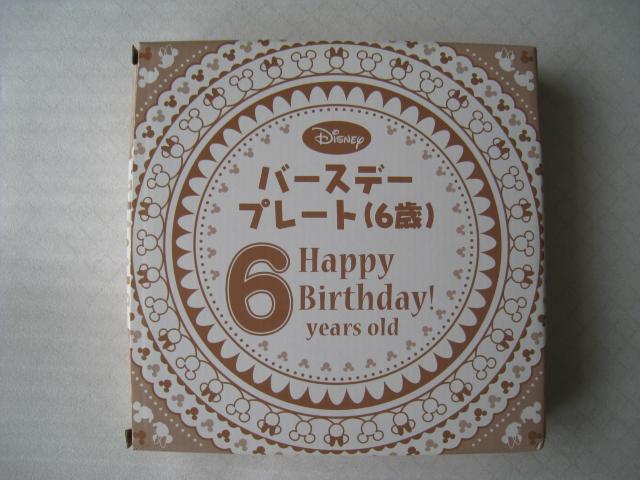 Disney
バースデー
プレート(6歳)
6 Happy
Birthday!
years old